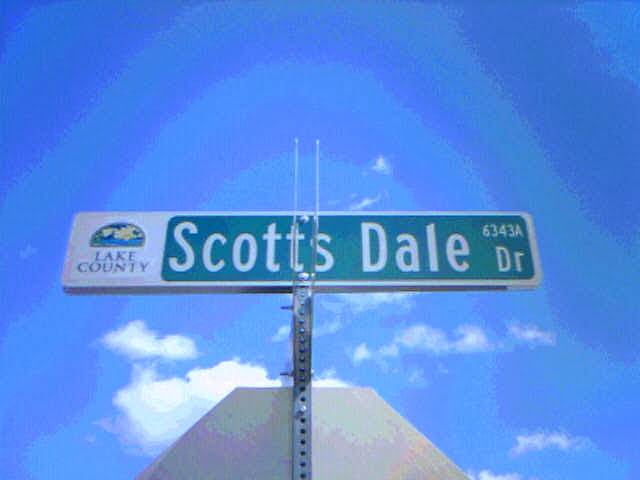 LAKE
COUNTY
Scotts Dale Dr
6343A